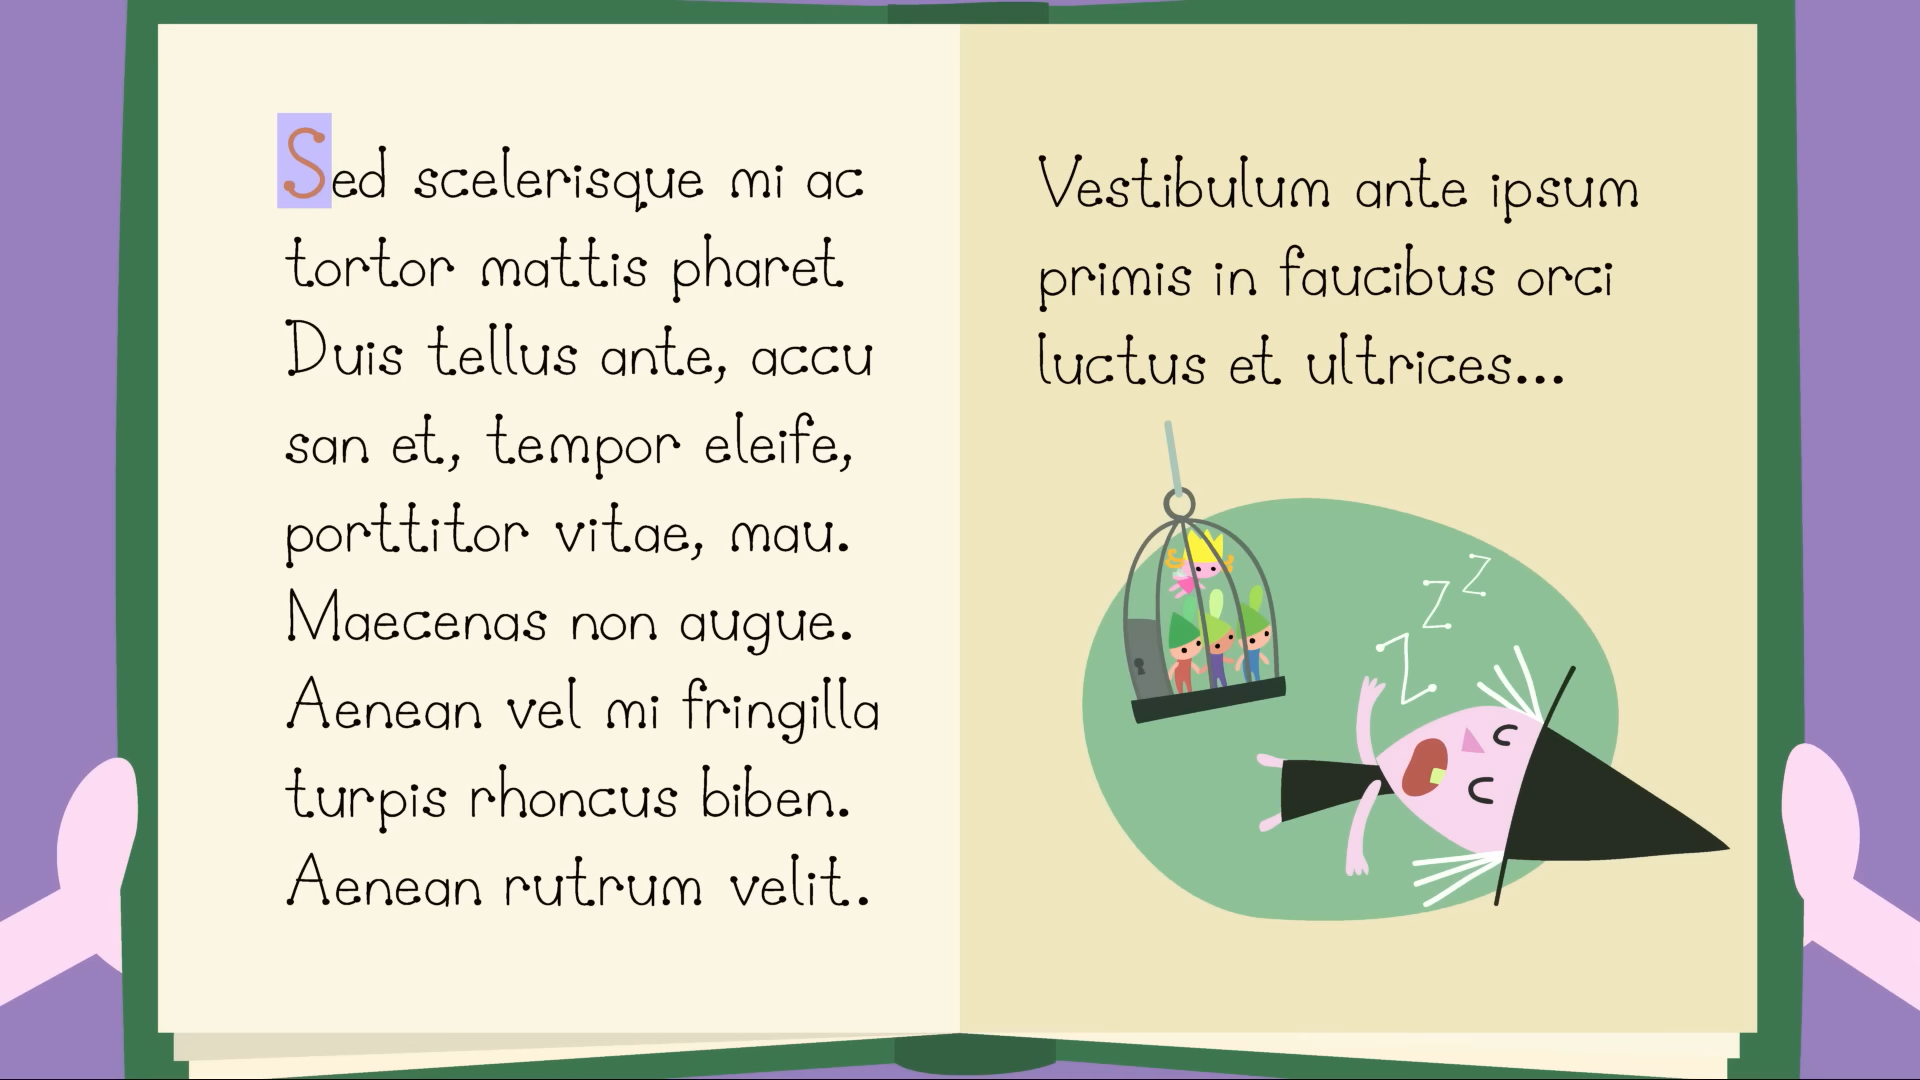 Sed scelerisque mi ac
tortor mattis pharet
Duis tellus ante, accu
san et, tempor eleife,
porttitor vitae, mau.
Maecenas non augue.
Aenean vel mi fringilla
turpis rhoncus biben.
Aenean rutrum velit..
Vestibulum ante ipsum
primis in faucibus orci
luctus et ultrices...
z
z
z